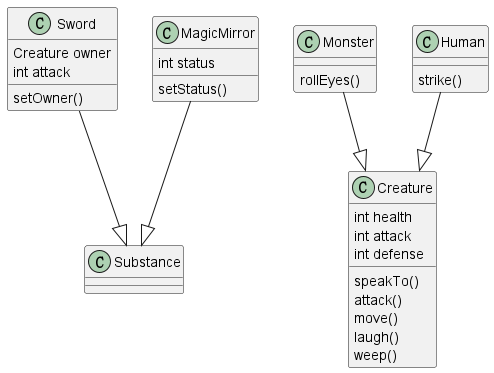 C Sword
Creature owner
int attack
setOwner()
C MagicMirror
int status
setStatus()
C Monster
rollEyes()
C Human
strike()
C Substance
C Creature
int health
int attack
int defense
speakTo()
attack()
move()
laugh()
weep()